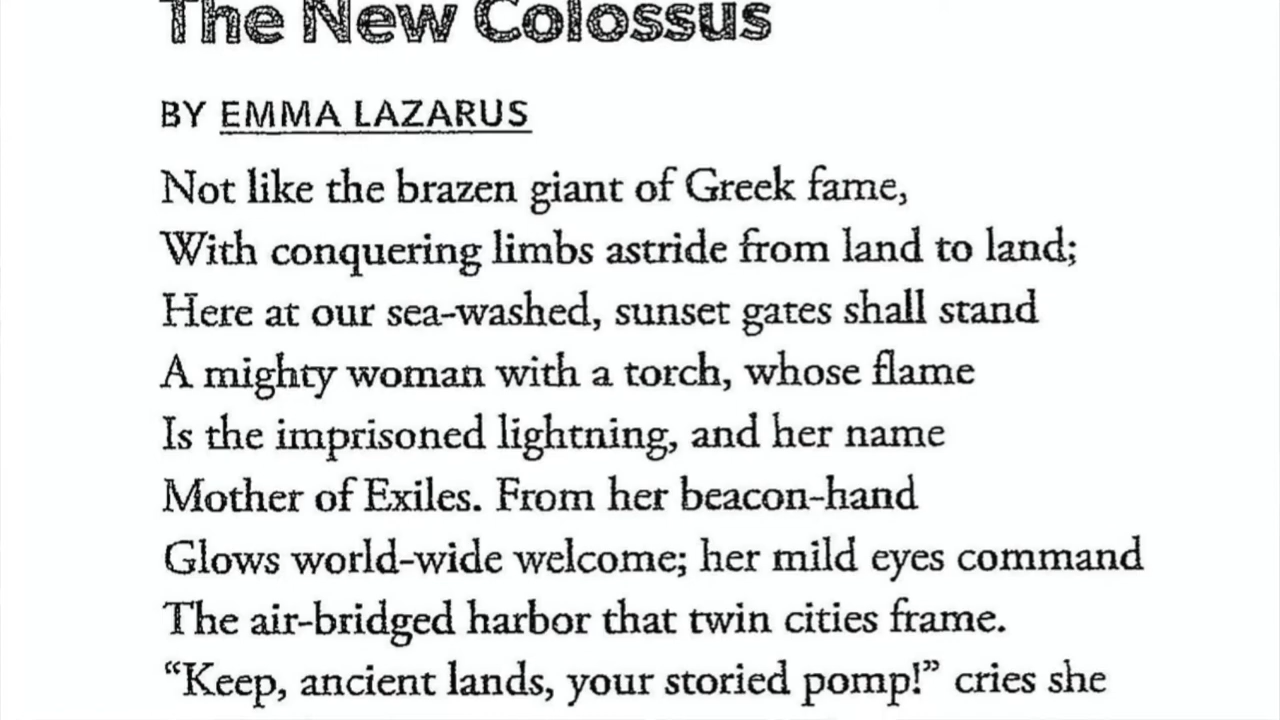 The New Colossus
BY EMMA LAZARUS
Not like the brazen giant of Greek fame,
With conquering limbs astride from land to land;
Here at our sea-washed, sunset gates shall stand
A mighty woman with a torch, whose flame
Is the imprisoned lightning, and her name
Mother of Exiles. From her beacon-hand
Glows world-wide welcome; her mild eyes command
The air-bridged harbor that twin cities frame.
“Keep, ancient lands, your storied pomp!” cries she